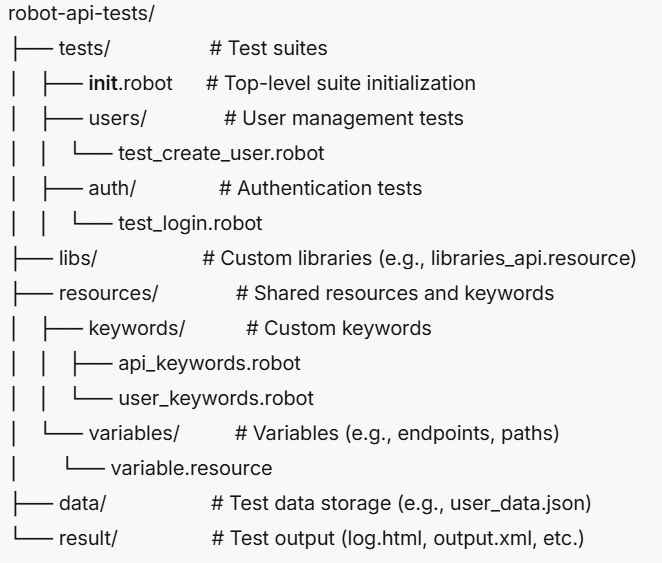 robot-api-tests/
├── tests/ # Test suites
│ ├── init.robot # Top-level suite initialization
│ ├── users/ # User management tests
│ │ └── test_create_user.robot
│ ├── auth/ # Authentication tests
│ │ └── test_login.robot
├── libs/ # Custom libraries (e.g., libraries_api.resource)
├── resources/ # Shared resources and keywords
│ ├── keywords/ # Custom keywords
│ │ ├── api_keywords.robot
│ │ └── user_keywords.robot
│ └── variables/ # Variables (e.g., endpoints, paths)
│ └── variable.resource
├── data/ # Test data storage (e.g., user_data.json)
└── result/ # Test output (log.html, output.xml, etc.)